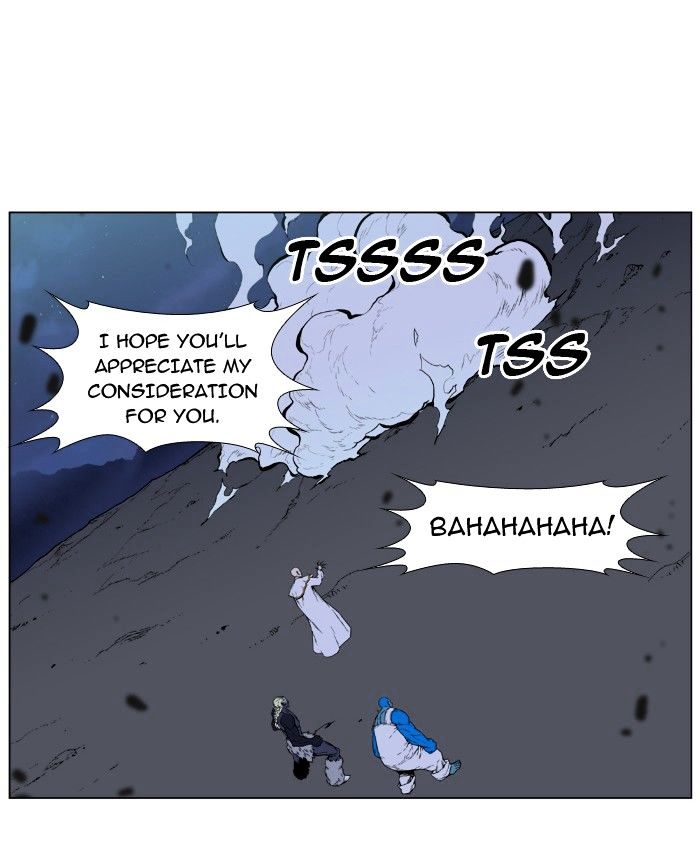 TSSSS
TSS
I HOPE YOU'LL
APPRECIATE MY
CONSIDERATION
FOR YOU.
BAHAHAHAHA!